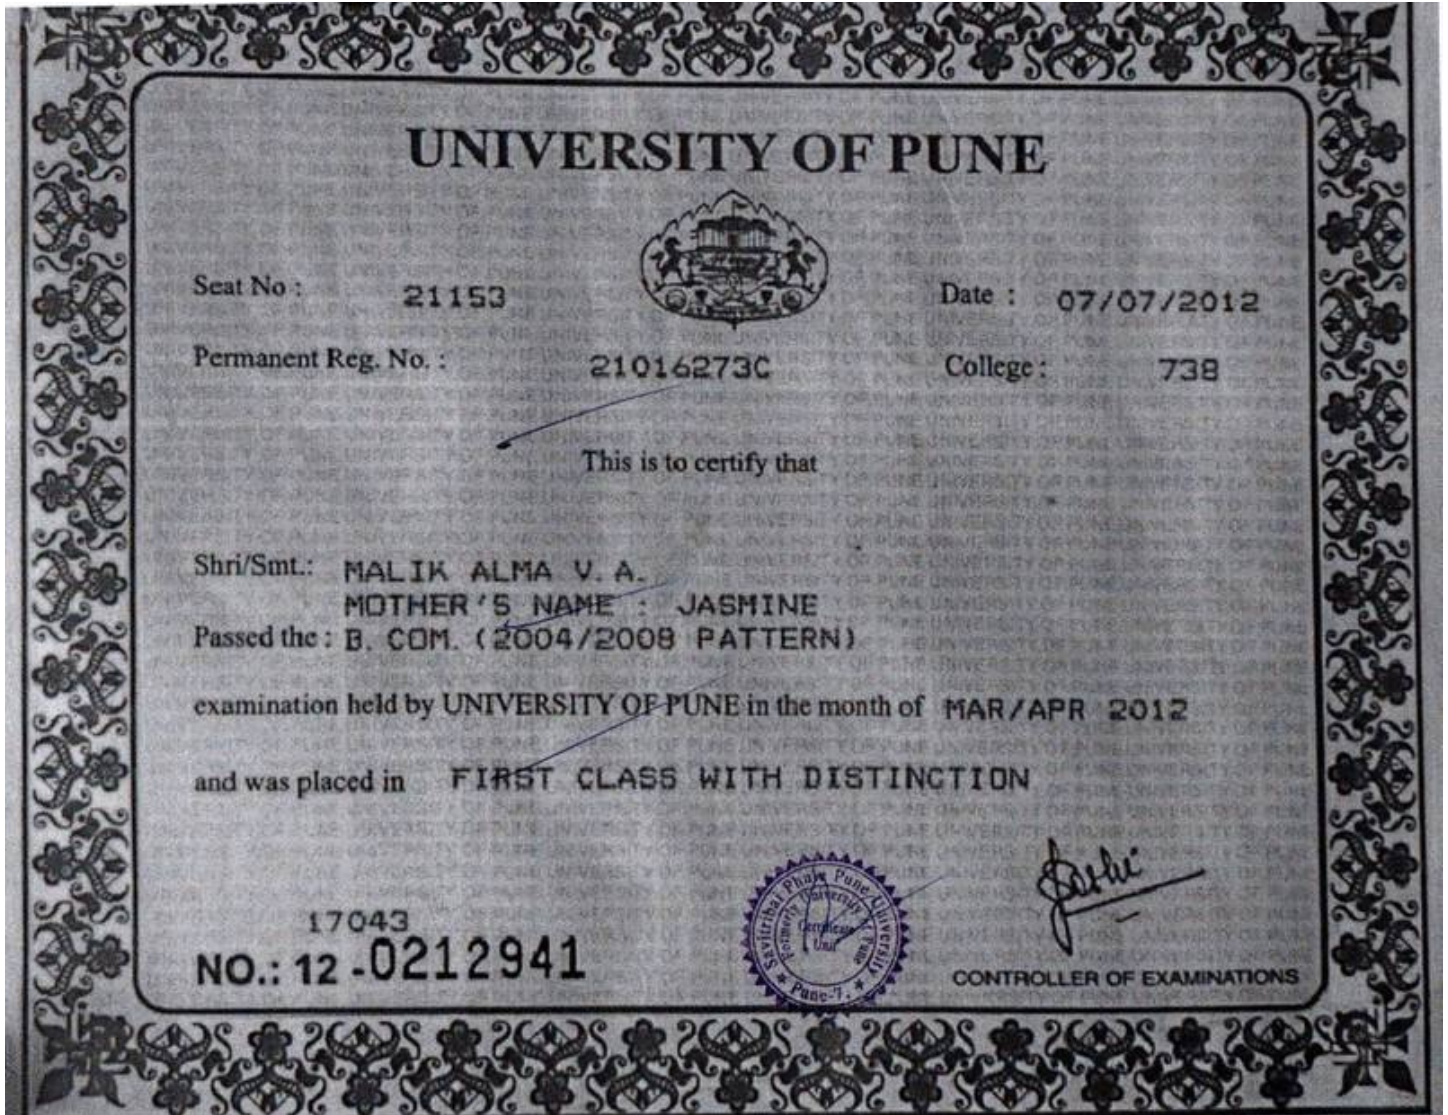 UNIVERSITY OF PUNE
Seat No : 21153 Date : 07/07/2012
Permanent Reg. No. : 21016273C College : 738
This is to certify that
Shri/Smt.: MALIK ALMA V. A.
MOTHER'S NAME : JASMINE
Passed the : B. COM. (2004/2008 PATTERN)
examination held by UNIVERSITY OF PUNE in the month of MAR/APR 2012
and was placed in FIRST CLASS WITH DISTINCTION
17043
NO.: 12 -0212941
Savitribai Phule Pune University
Formerly University of Pune
Certificate
Unit
Pune-7.
CONTROLLER OF EXAMINATIONS